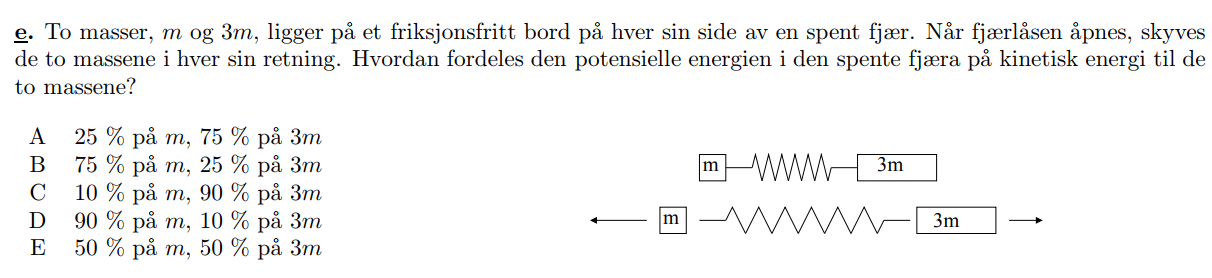 e. To masser, m og 3m, ligger på et friksjonsfritt bord på hver sin side av en spent fjær. Når fjærlåsen åpnes, skyves
de to massene i hver sin retning. Hvordan fordeles den potensielle energien i den spente fjæra på kinetisk energi til de
to massene?
A 25 % på m, 75 % på 3m
B 75 % på m, 25 % på 3m
C 10 % på m, 90 % på 3m
D 90 % på m, 10 % på 3m
E 50 % på m, 50 % på 3m
m 3m
m 3m